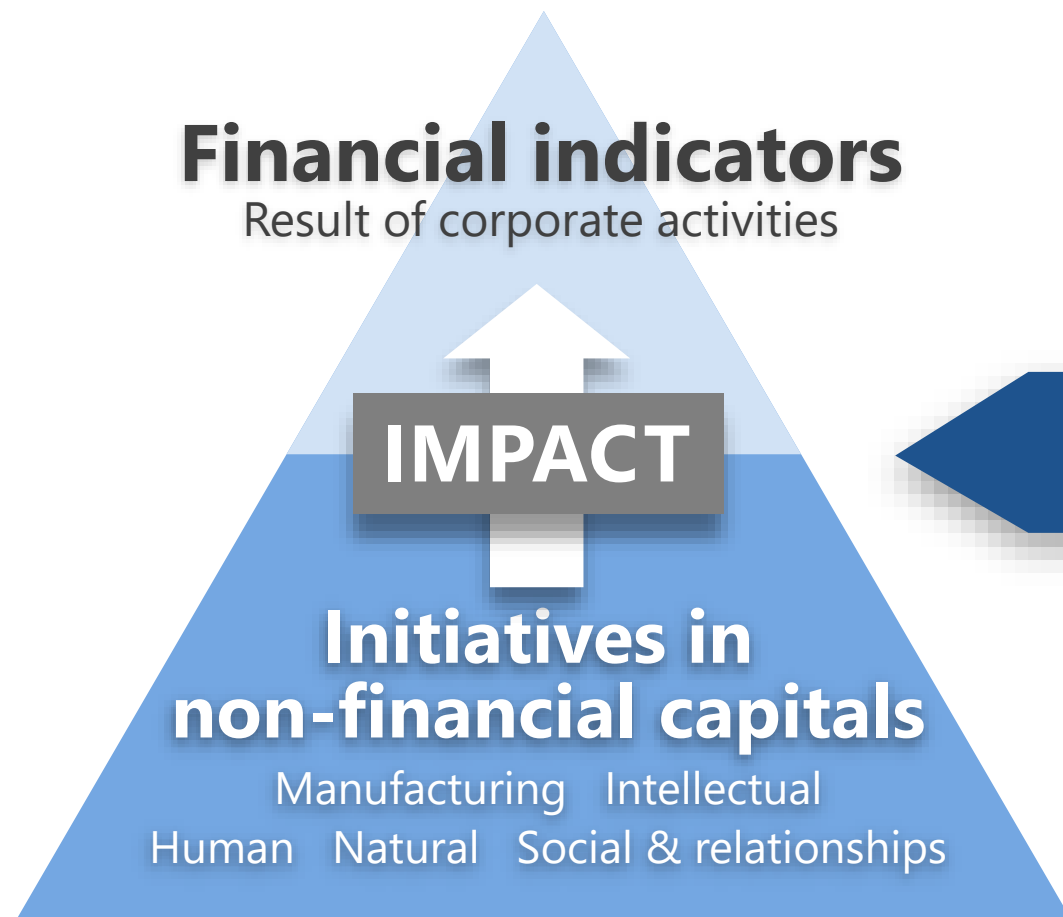 Financial indicators
Result of corporate activities
IMPACT
Initiatives in
non-financial capitals
Manufacturing Intellectual
Human Natural Social & relationships